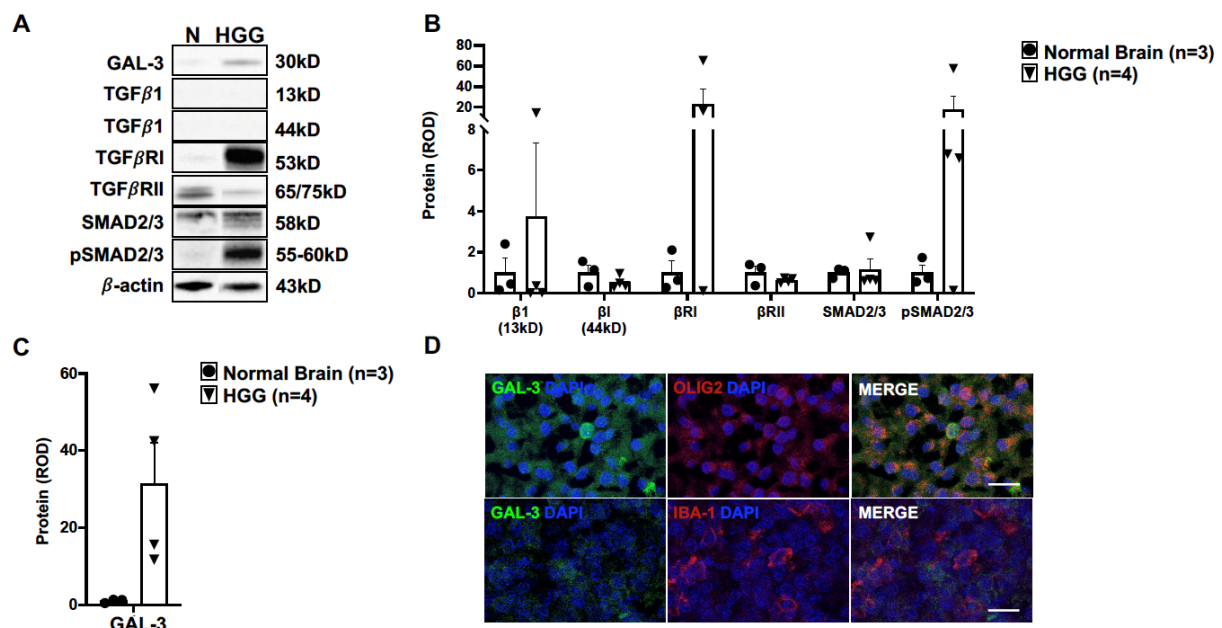 A
N HGG
GAL-3 30kD
TGFβ1 13kD
TGFβ1 44kD
TGFβRI 53kD
TGFβRII 65/75kD
SMAD2/3 58kD
pSMAD2/3 55-60kD
β-actin 43kD
B
Normal Brain (n=3)
HGG (n=4)
Protein (ROD)
80
60
40
20
8
6
4
2
0
β1 βI βRI βRII SMAD2/3 pSMAD2/3
(13kD) (44kD)
C
Normal Brain (n=3)
HGG (n=4)
Protein (ROD)
60
40
20
0
GAL-3
D
GAL-3 DAPI OLIG2 DAPI MERGE
GAL-3 DAPI IBA-1 DAPI MERGE